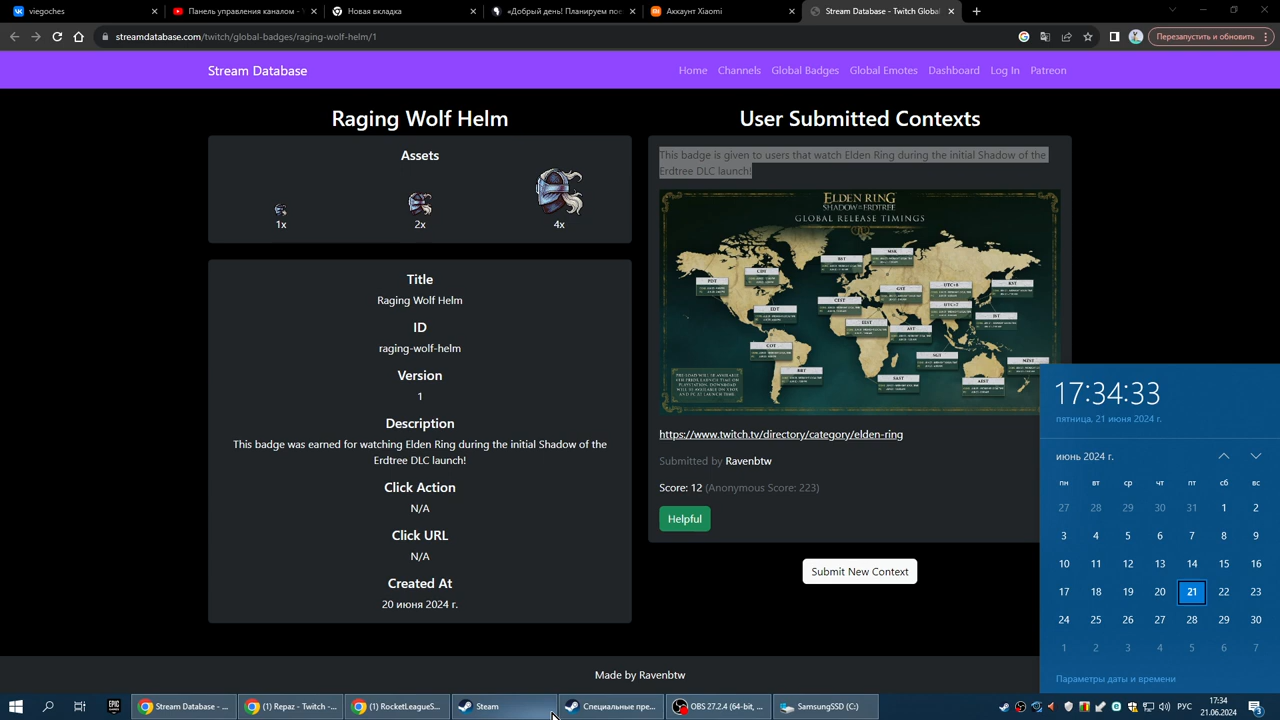 viegoches
Панель управления каналом - Y
Новая вкладка
«Добрый день! Планируем пос
Аккаунт Xiaomi
Stream Database - Twitch Global
streamdatabase.com/twitch/global-badges/raging-wolf-helm/1
Перезапустить и обновить
Stream Database
Home
Channels
Global Badges
Global Emotes
Dashboard
Log In
Patreon
Raging Wolf Helm
Assets
1x
2x
4x
Title
Raging Wolf Helm
ID
raging-wolf-helm
Version
1
Description
This badge was earned for watching Elden Ring during the initial Shadow of the
Erdtree DLC launch!
Click Action
N/A
Click URL
N/A
Created At
20 июня 2024 г.
User Submitted Contexts
This badge is given to users that watch Elden Ring during the initial Shadow of the
Erdtree DLC launch!
ELDEN RING
SHADOW OF THE ERDTREE
GLOBAL RELEASE TIMINGS
https://www.twitch.tv/directory/category/elden-ring
Submitted by Ravenbtw
Score: 12 (Anonymous Score: 223)
Helpful
Submit New Context
Made by Ravenbtw
17:34:33
пятница, 21 июня 2024 г.
июнь 2024 г.
пн вт ср чт пт сб вс
27 28 29 30 31 1 2
3 4 5 6 7 8 9
10 11 12 13 14 15 16
17 18 19 20 21 22 23
24 25 26 27 28 29 30
1 2 3 4 5 6 7
Параметры даты и времени
EPIC
Stream Database - ...
(1) Repaz - Twitch -...
(1) RocketLeagueS...
Steam
Специальные пре...
OBS 27.2.4 (64-bit, ...
SamsungSSD (C:)
РУС
17:34
21.06.2024
3